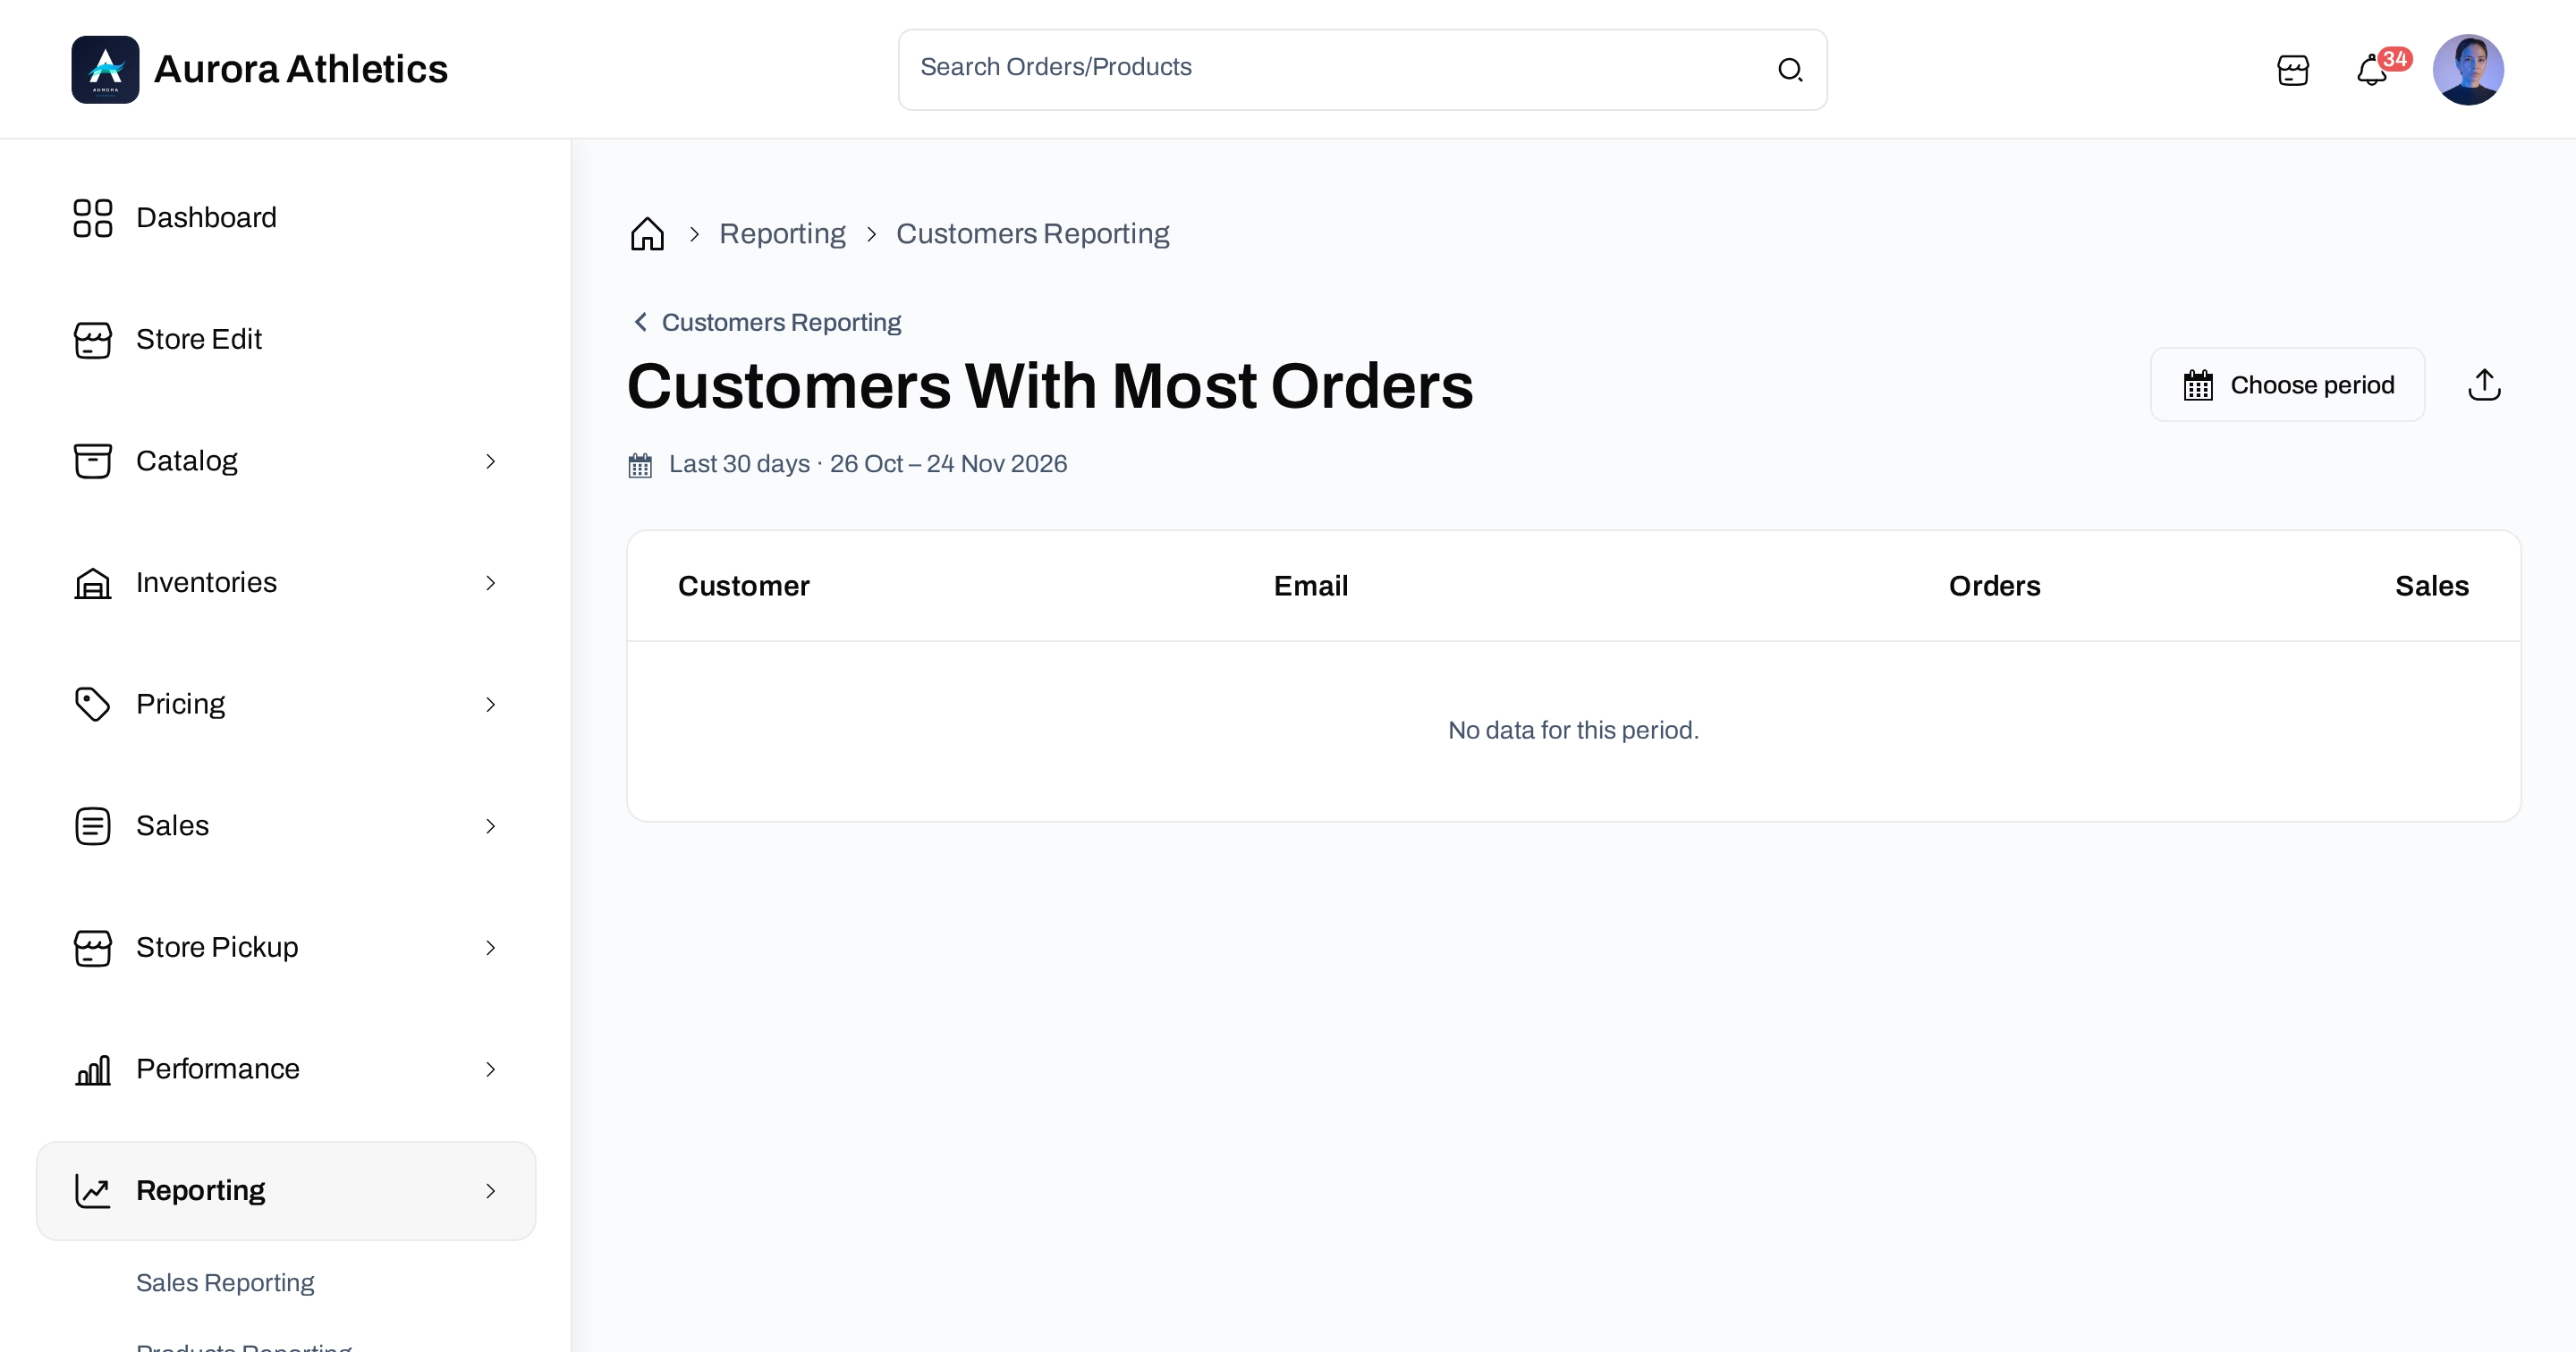 Aurora Athletics
Search Orders/Products
34
Dashboard
Store Edit
Catalog
Inventories
Pricing
Sales
Store Pickup
Performance
Reporting
Sales Reporting
Products Reporting
Reporting
Customers Reporting
Customers Reporting
Customers With Most Orders
Choose period
Last 30 days · 26 Oct – 24 Nov 2026
Customer Email Orders Sales
No data for this period.